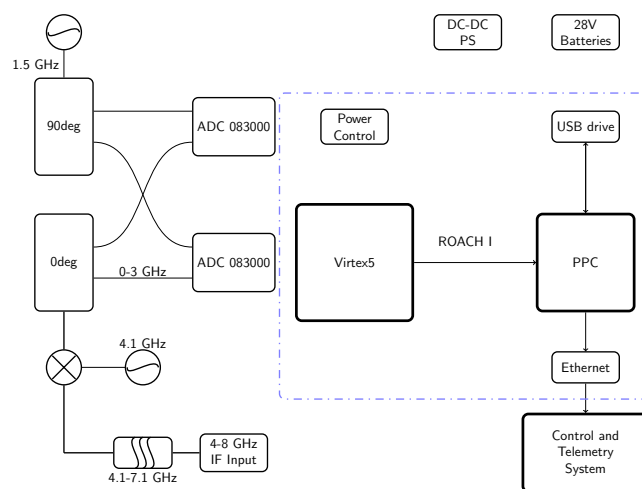 DC-DC
PS
28V
Batteries
1.5 GHz
90deg
ADC 083000
Power
Control
USB drive
0deg
0-3 GHz
ADC 083000
Virtex5
ROACH I
PPC
4.1 GHz
Ethernet
4-8 GHz
IF Input
4.1-7.1 GHz
Control and
Telemetry
System